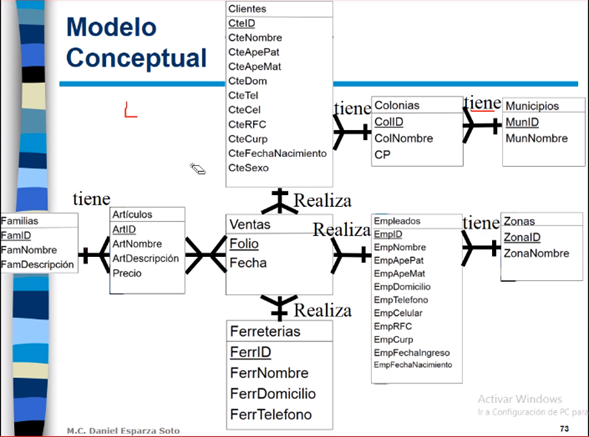 Modelo
Conceptual
Clientes
CteID
CteNombre
CteApePat
CteApeMat
CteDom
CteTel
CteCel
CteRFC
CteCurp
CteFechaNacimiento
CteSexo
tiene
Colonias
ColID
ColNombre
CP
tiene
Municipios
MunID
MunNombre
Realiza
tiene
Familias
FamID
FamNombre
FamDescripción
Artículos
ArtID
ArtNombre
ArtDescripción
Precio
Ventas
Folio
Fecha
Realiza
Empleados
EmpID
EmpNombre
EmpApePat
EmpApeMat
EmpDomicilio
EmpTelefono
EmpCelular
EmpRFC
EmpCurp
EmpFechaIngreso
EmpFechaNacimiento
tiene
Zonas
ZonaID
ZonaNombre
Realiza
Ferreterias
FerrID
FerrNombre
FerrDomicilio
FerrTelefono
Activar Windows
Ir a Configuración de PC para
M.C. Daniel Esparza Soto
73